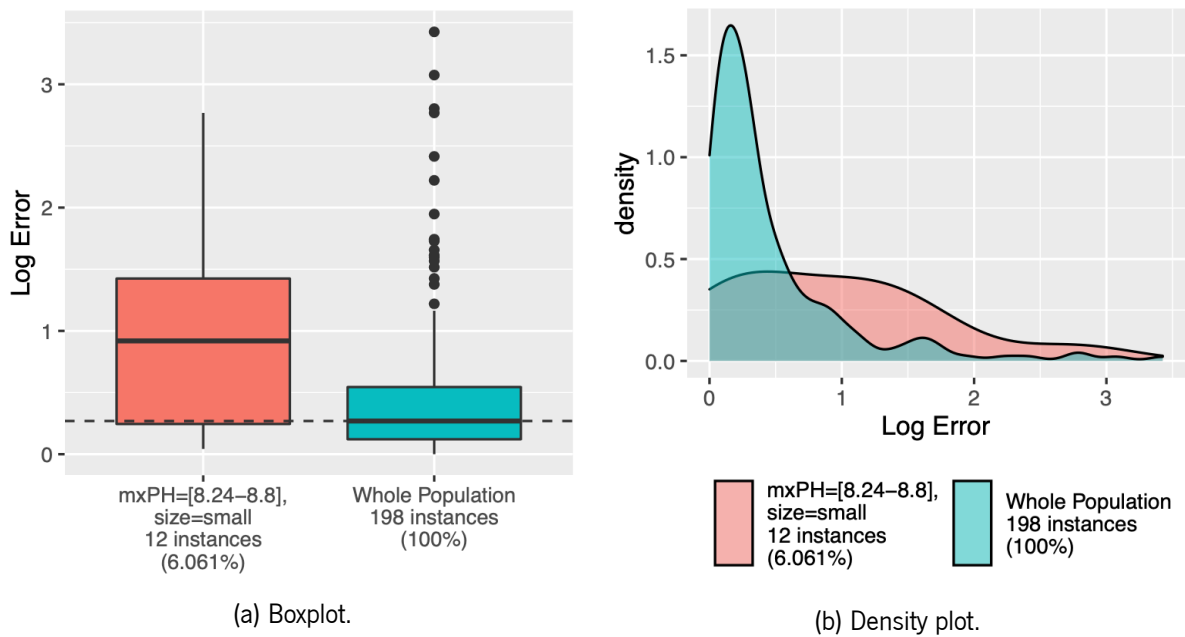 Log Error
3
2
1
0
mxPH=[8.24−8.8],
size=small
12 instances
(6.061%)
Whole Population
198 instances
(100%)
(a) Boxplot.
density
1.5
1.0
0.5
0.0
0
1
2
3
Log Error
mxPH=[8.24−8.8],
size=small
12 instances
(6.061%)
Whole Population
198 instances
(100%)
(b) Density plot.